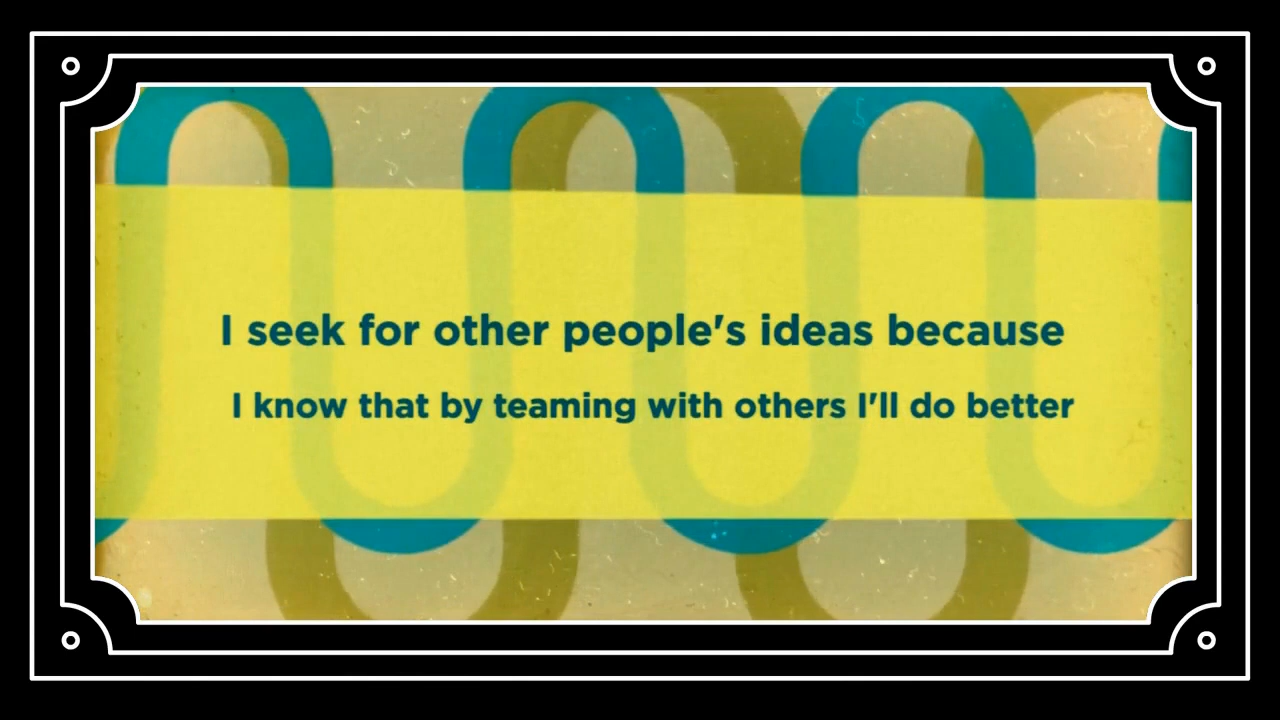 I seek for other people's ideas because
I know that by teaming with others I'll do better